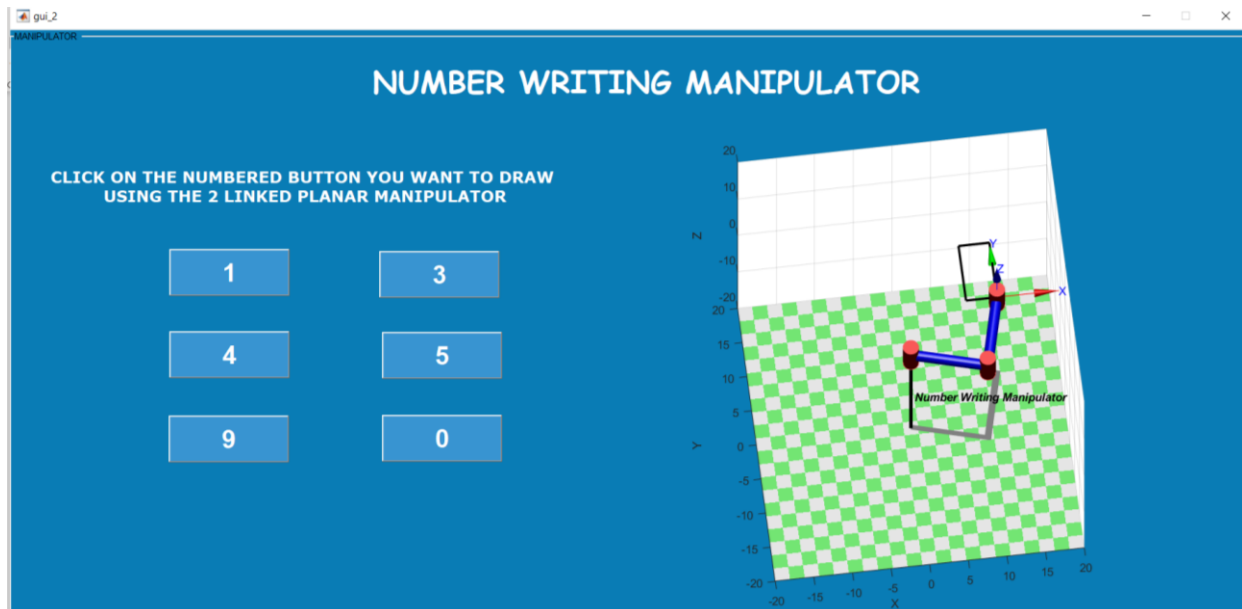 gui_2
MANIPULATOR
NUMBER WRITING MANIPULATOR
CLICK ON THE NUMBERED BUTTON YOU WANT TO DRAW
USING THE 2 LINKED PLANAR MANIPULATOR
1
3
4
5
9
0
20
10
0
-10
-20
Z
20
15
10
5
0
-5
-10
-15
-20
Y
-20
-15
-10
-5
0
5
10
15
20
X
Y
Z
X
Number Writing Manipulator